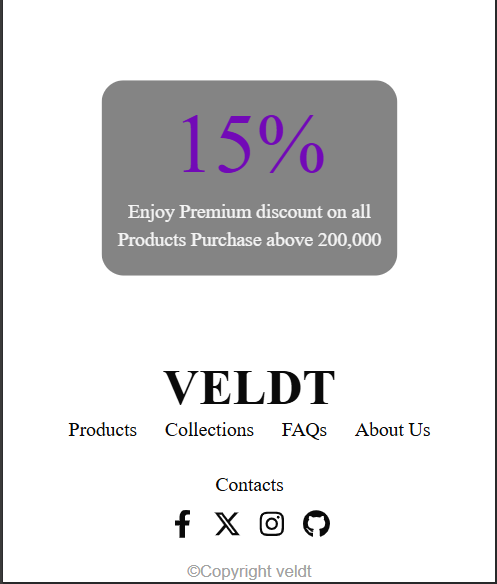 15%
Enjoy Premium discount on all
Products Purchase above 200,000
VELDT
Products Collections FAQs About Us
Contacts
©Copyright veldt